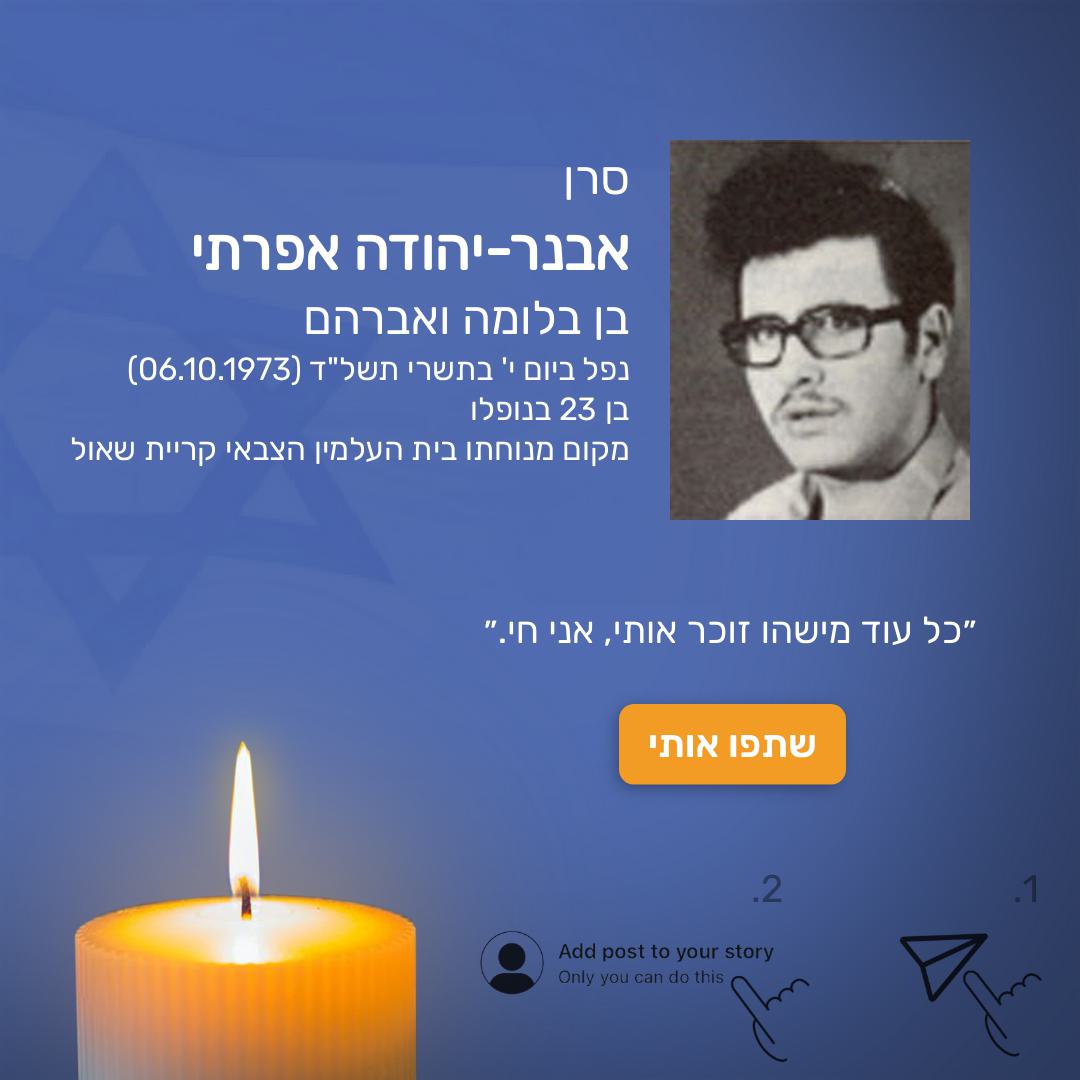 סרן
אבנר-יהודה אפרתי
בן בלומה ואברהם
נפל ביום י' בתשרי תשל"ד (06.10.1973)
בן 23 בנופלו
מקום מנוחתו בית העלמין הצבאי קריית שאול
״כל עוד מישהו זוכר אותי, אני חי.״
שתפו אותי
1.
2.
Add post to your story
Only you can do this